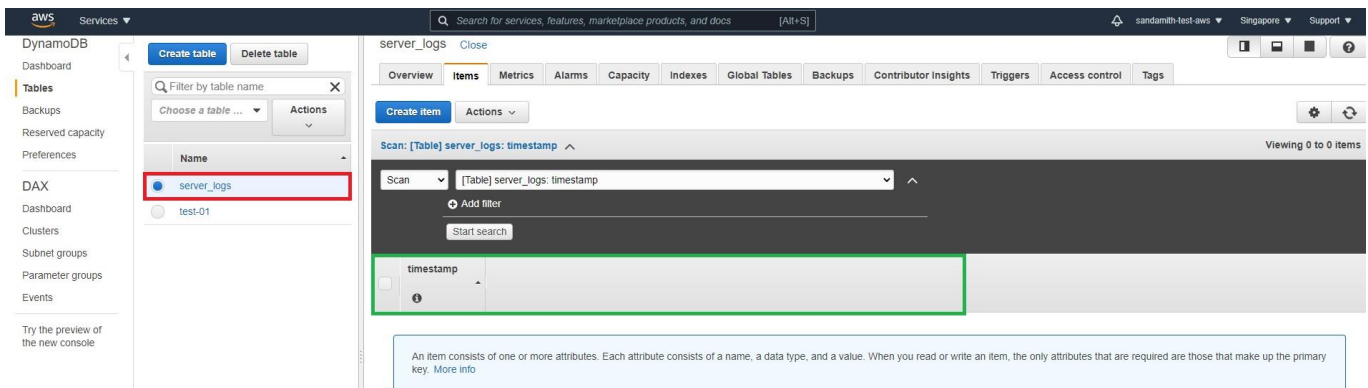 aws Services ▾ Search for services, features, marketplace products, and docs [Alt+S] sandamith-test-aws ▾ Singapore ▾ Support ▾
DynamoDB
Dashboard
Tables
Backups
Reserved capacity
Preferences
DAX
Dashboard
Clusters
Subnet groups
Parameter groups
Events
Try the preview of
the new console
Create table Delete table
Filter by table name X
Choose a table ... ▾ Actions
Name
server_logs
test-01
server_logs Close
Overview Items Metrics Alarms Capacity Indexes Global Tables Backups Contributor Insights Triggers Access control Tags
Create item Actions
Scan: [Table] server_logs: timestamp Viewing 0 to 0 items
Scan [Table] server_logs: timestamp
Add filter
Start search
timestamp
An item consists of one or more attributes. Each attribute consists of a name, a data type, and a value. When you read or write an item, the only attributes that are required are those that make up the primary
key. More info